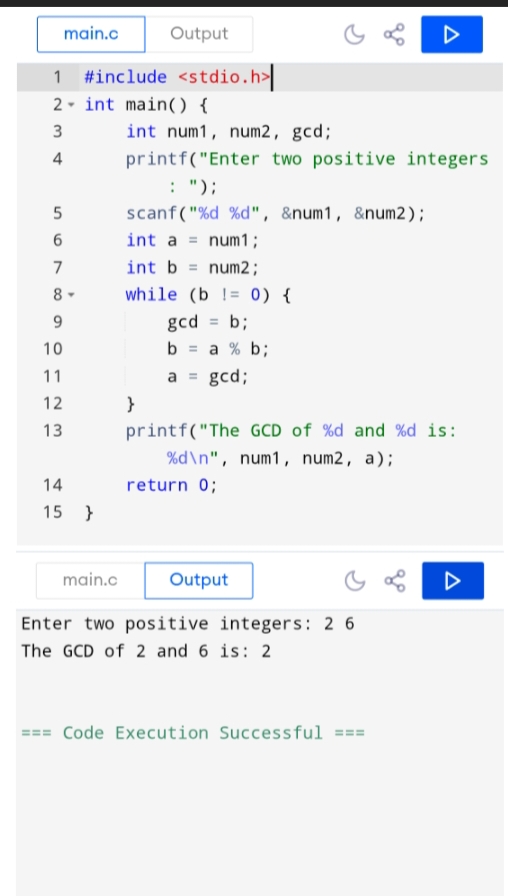 main.c Output
1 #include <stdio.h>
2 int main() {
3 int num1, num2, gcd;
4 printf("Enter two positive integers
: ");
5 scanf("%d %d", &num1, &num2);
6 int a = num1;
7 int b = num2;
8 while (b != 0) {
9 gcd = b;
10 b = a % b;
11 a = gcd;
12 }
13 printf("The GCD of %d and %d is:
%d\n", num1, num2, a);
14 return 0;
15 }
main.c Output
Enter two positive integers: 2 6
The GCD of 2 and 6 is: 2
=== Code Execution Successful ===